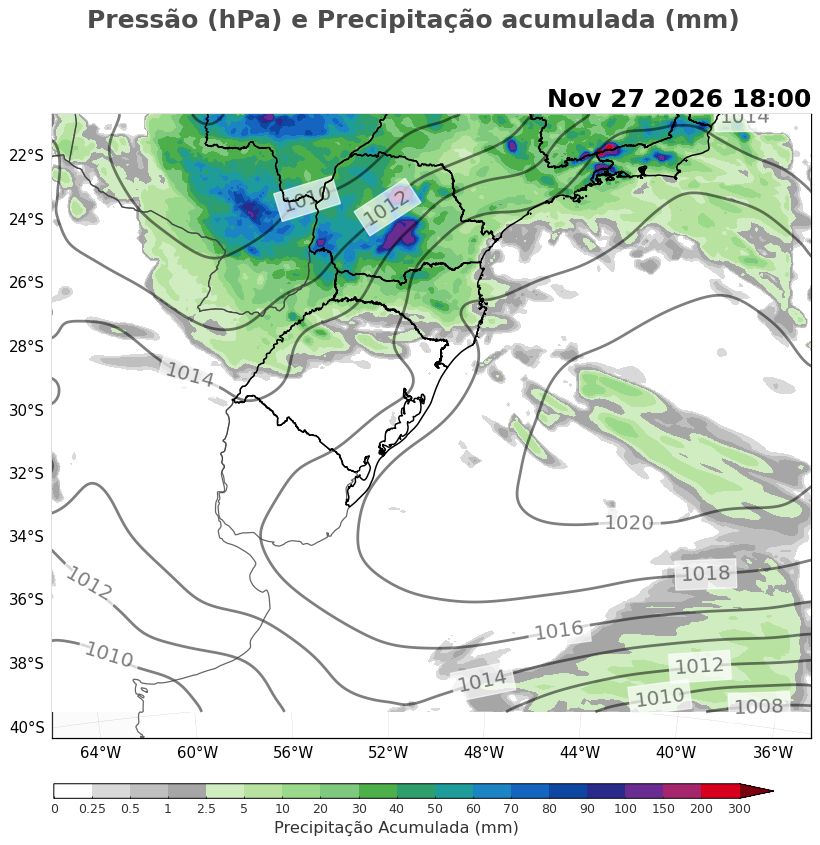 Pressão (hPa) e Precipitação acumulada (mm)
Nov 27 2026 18:00
1014
22°S
1010
1012
24°S
26°S
28°S
1014
30°S
32°S
1020
34°S
1018
1012
36°S
1016
1010
1012
38°S
1014
1010
1008
40°S
64°W 60°W 56°W 52°W 48°W 44°W 40°W 36°W
0 0.25 0.5 1 2.5 5 10 20 30 40 50 60 70 80 90 100 150 200 300
Precipitação Acumulada (mm)